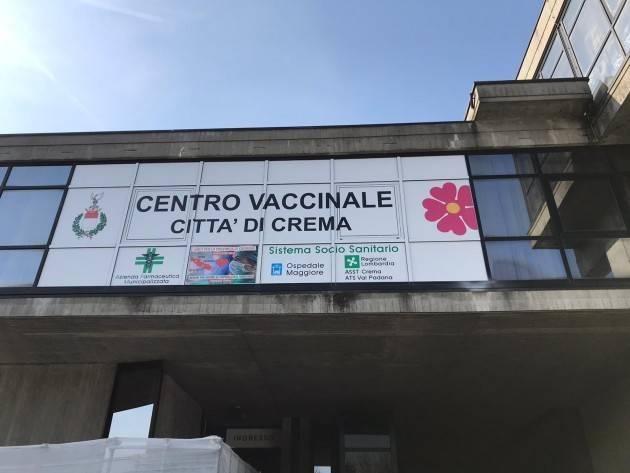 CENTRO VACCINALE
CITTA' DI CREMA
Sistema Socio Sanitario
Azienda Farmaceutica
Municipalizzata
Ospedale
Maggiore
Regione
Lombardia
ASST Crema
ATS Val Padana
INGRESSO